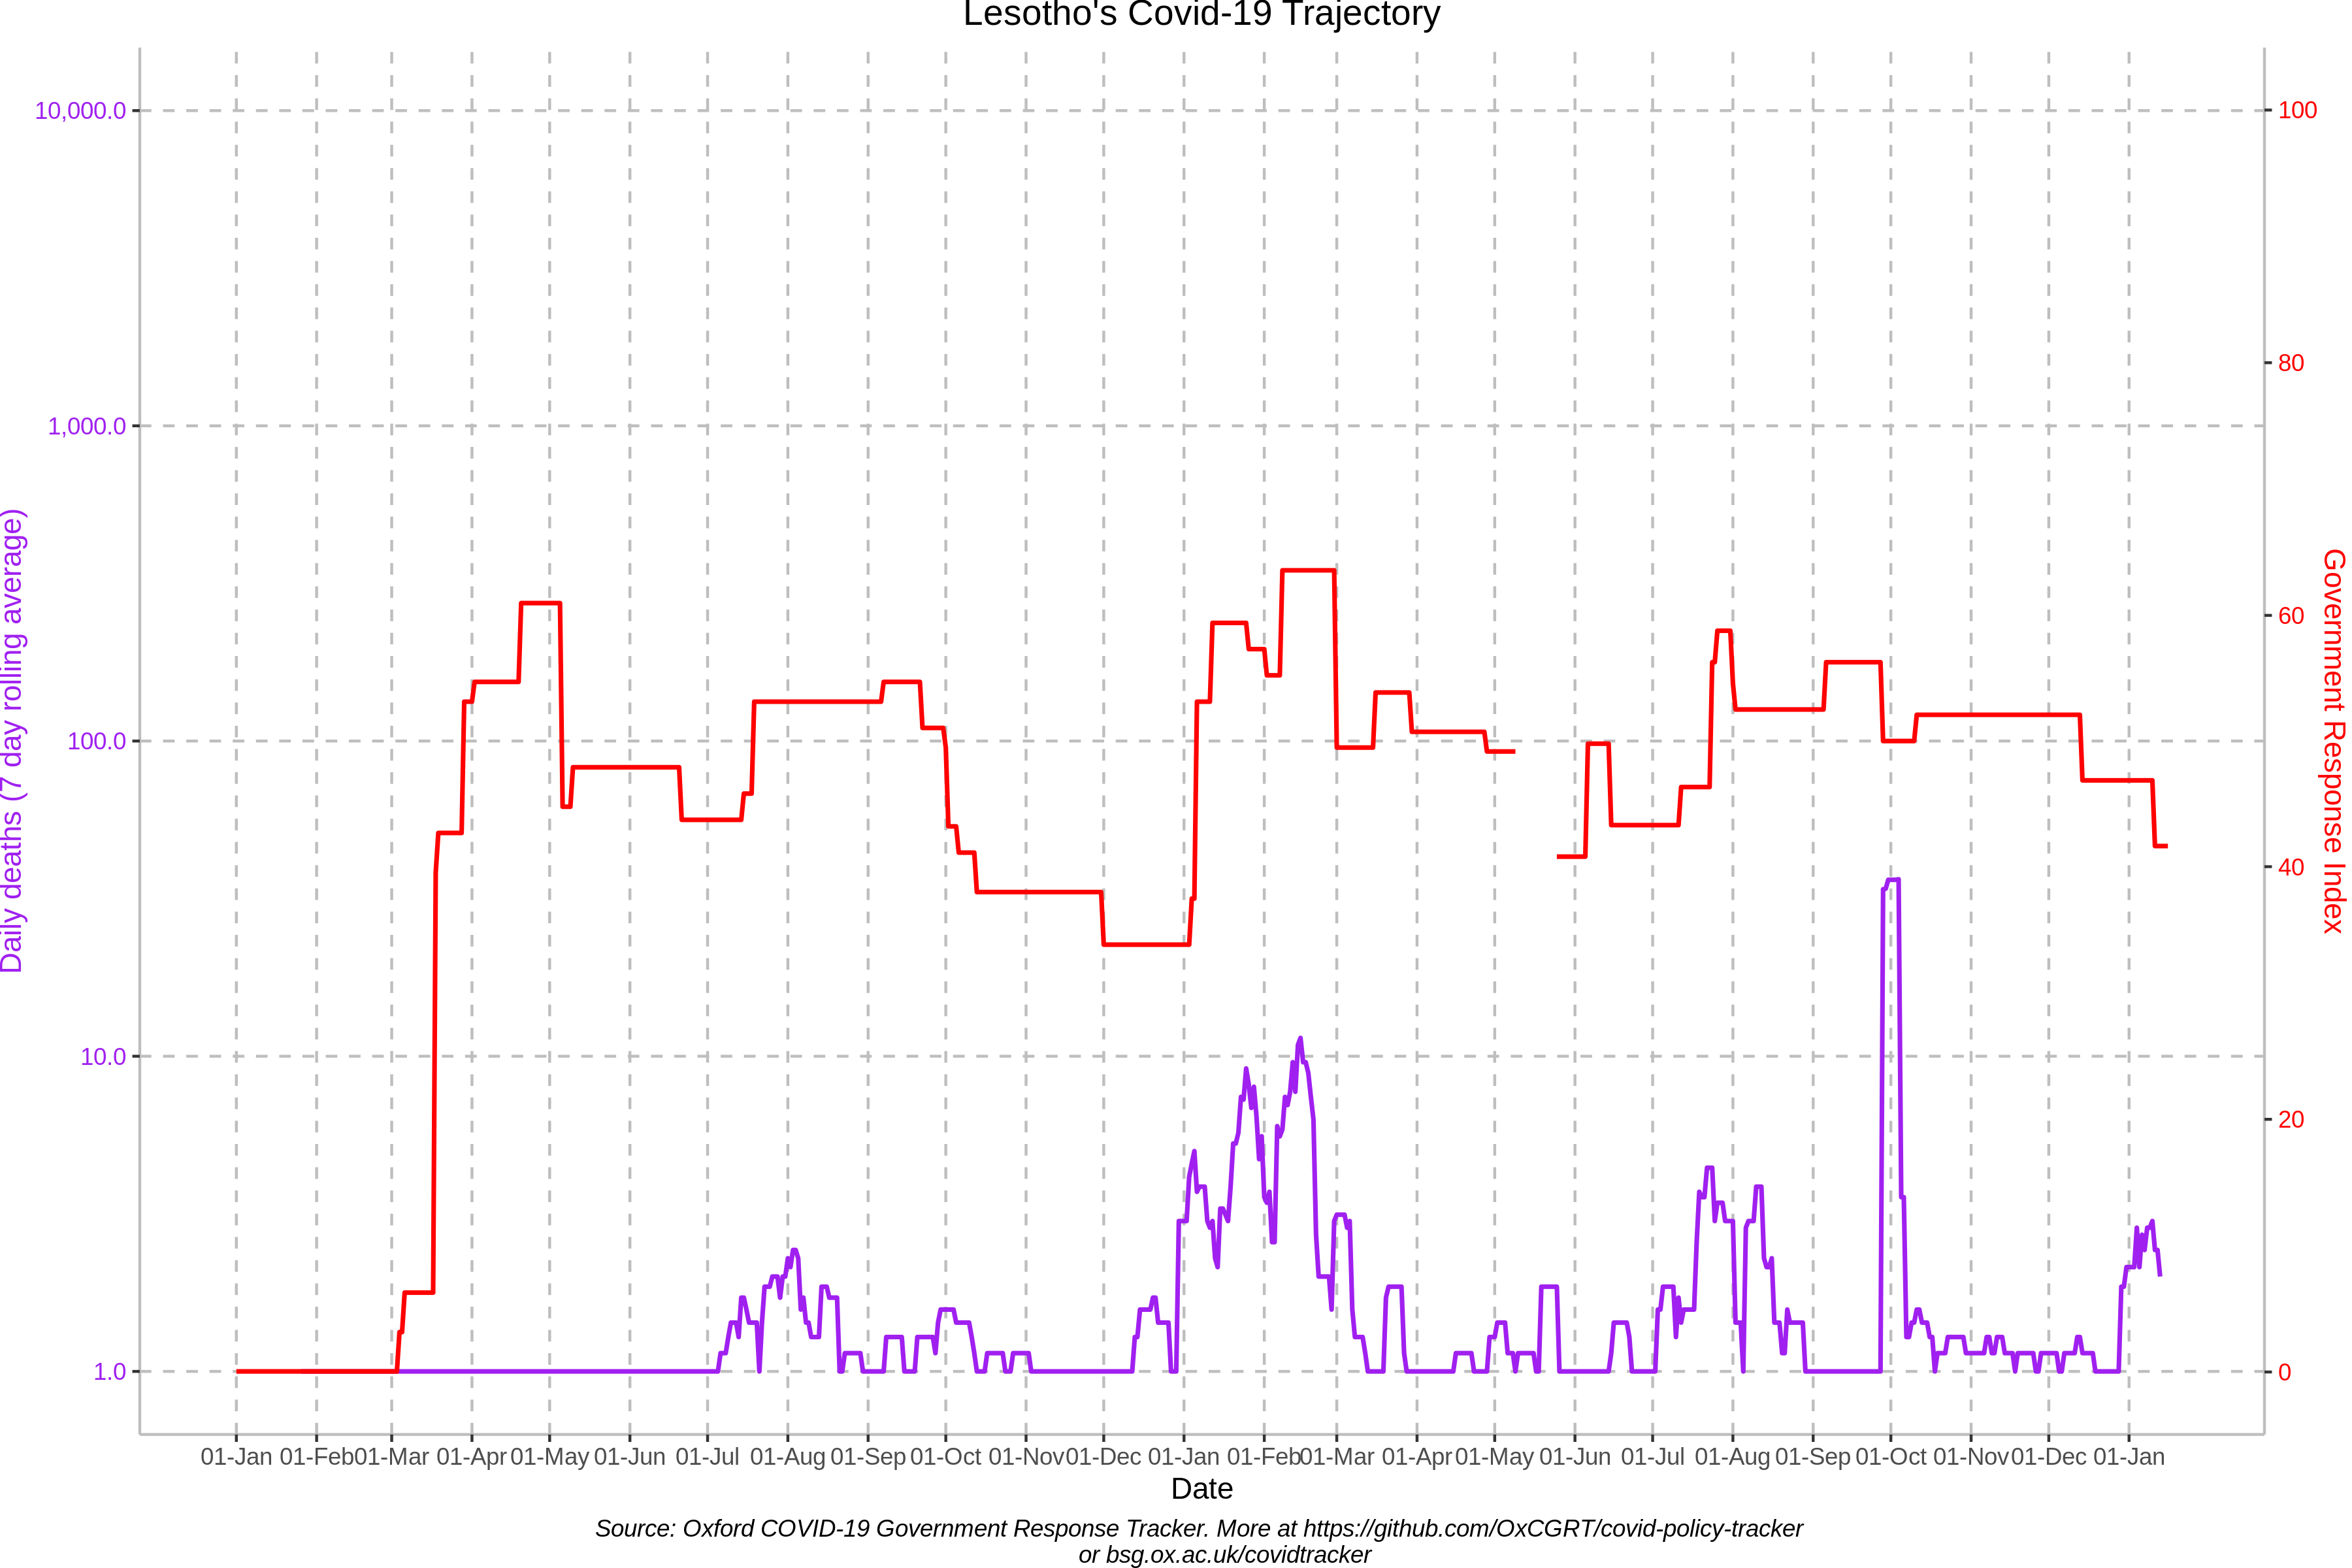 Lesotho's Covid-19 Trajectory
10,000.0
1,000.0
100.0
10.0
1.0
Daily deaths (7 day rolling average)
100
80
60
40
20
0
Government Response Index
01-Jan 01-Feb 01-Mar 01-Apr 01-May 01-Jun 01-Jul 01-Aug 01-Sep 01-Oct 01-Nov 01-Dec 01-Jan 01-Feb 01-Mar 01-Apr 01-May 01-Jun 01-Jul 01-Aug 01-Sep 01-Oct 01-Nov 01-Dec 01-Jan
Date
Source: Oxford COVID-19 Government Response Tracker. More at https://github.com/OxCGRT/covid-policy-tracker
or bsg.ox.ac.uk/covidtracker